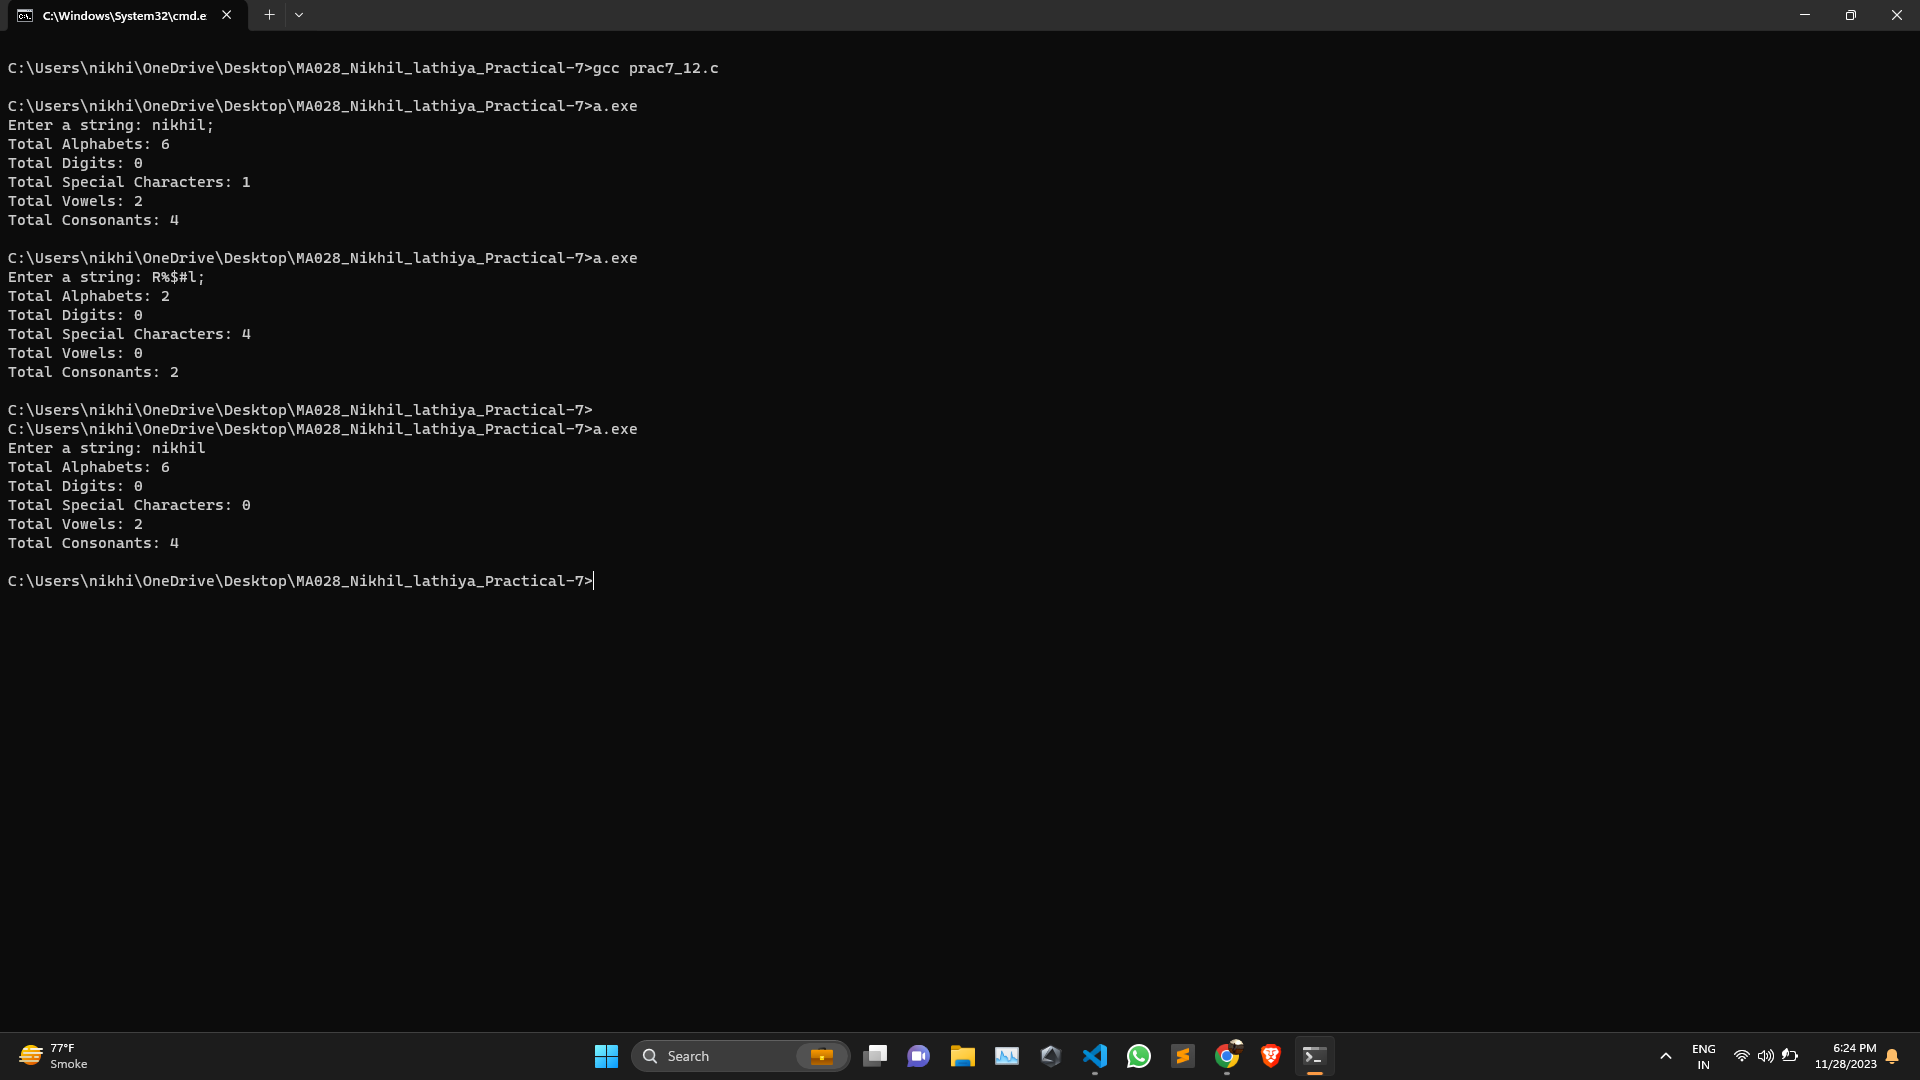 C:\Windows\System32\cmd.e
C:\Users\nikhi\OneDrive\Desktop\MA028_Nikhil_lathiya_Practical-7>gcc prac7_12.c
C:\Users\nikhi\OneDrive\Desktop\MA028_Nikhil_lathiya_Practical-7>a.exe
Enter a string: nikhil;
Total Alphabets: 6
Total Digits: 0
Total Special Characters: 1
Total Vowels: 2
Total Consonants: 4
C:\Users\nikhi\OneDrive\Desktop\MA028_Nikhil_lathiya_Practical-7>a.exe
Enter a string: R%$#l;
Total Alphabets: 2
Total Digits: 0
Total Special Characters: 4
Total Vowels: 0
Total Consonants: 2
C:\Users\nikhi\OneDrive\Desktop\MA028_Nikhil_lathiya_Practical-7>
C:\Users\nikhi\OneDrive\Desktop\MA028_Nikhil_lathiya_Practical-7>a.exe
Enter a string: nikhil
Total Alphabets: 6
Total Digits: 0
Total Special Characters: 0
Total Vowels: 2
Total Consonants: 4
C:\Users\nikhi\OneDrive\Desktop\MA028_Nikhil_lathiya_Practical-7>
77°F
Smoke
Search
ENG
IN
6:24 PM
11/28/2023